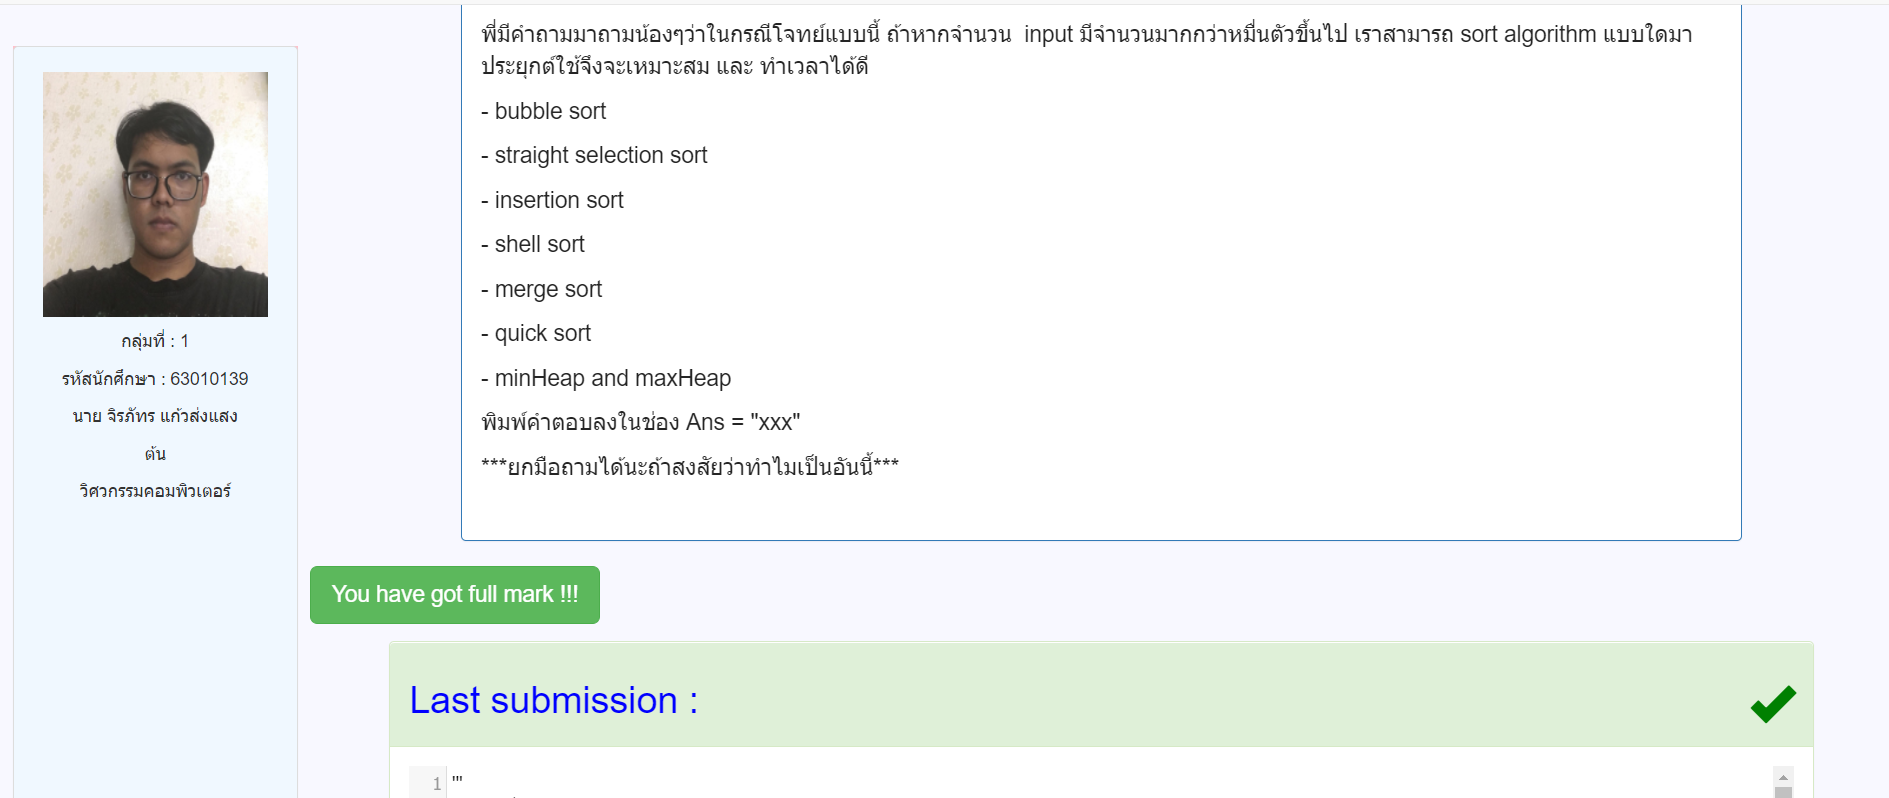 พี่มีคำถามมาถามน้องๆว่าในกรณีโจทย์แบบนี้ ถ้าหากจำนวน  input มีจำนวนมากกว่าหมื่นตัวขึ้นไป เราสามารถ sort algorithm แบบใดมา
ประยุกต์ใช้จึงจะเหมาะสม และ ทำเวลาได้ดี
- bubble sort
- straight selection sort
- insertion sort
- shell sort
- merge sort
- quick sort
- minHeap and maxHeap
พิมพ์คำตอบลงในช่อง Ans = "xxx"
***ยกมือถามได้นะถ้าสงสัยว่าทำไมเป็นอันนี้***
กลุ่มที่ : 1
รหัสนักศึกษา : 63010139
นาย จิรภัทร แก้วส่งแสง
ต้น
วิศวกรรมคอมพิวเตอร์
You have got full mark !!!
Last submission :
1 '''